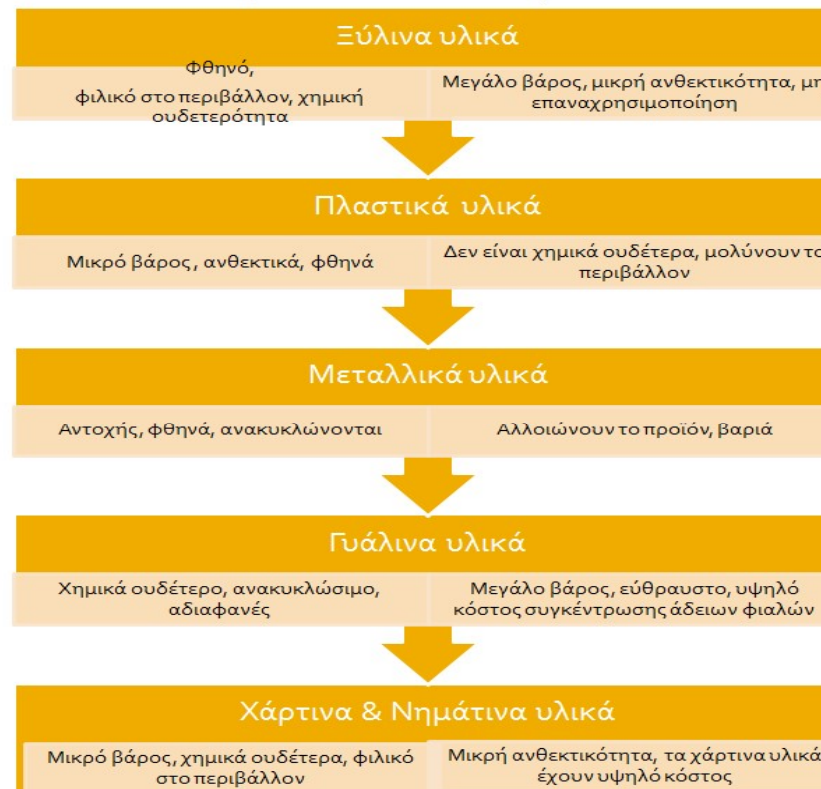 Ξύλινα υλικά
Φθηνό,
φιλικό στο περιβάλλον, χημική
ουδετερότητα
Μεγάλο βάρος, μικρή ανθεκτικότητα, μη
επαναχρησιμοποίηση
Πλαστικά υλικά
Μικρό βάρος, ανθεκτικά, φθηνά
Δεν είναι χημικά ουδέτερα, μολύνουν το
περιβάλλον
Μεταλλικά υλικά
Αντοχής, φθηνά, ανακυκλώνονται
Αλλοιώνουν το προϊόν, βαριά
Γυάλινα υλικά
Χημικά ουδέτερο, ανακυκλώσιμο,
αδιαφανές
Μεγάλο βάρος, εύθραυστο, υψηλό
κόστος συγκέντρωσης άδειων φιαλών
Χάρτινα & Νημάτινα υλικά
Μικρό βάρος, χημικά ουδέτερα, φιλικό
στο περιβάλλον
Μικρή ανθεκτικότητα, τα χάρτινα υλικά
έχουν υψηλό κόστος